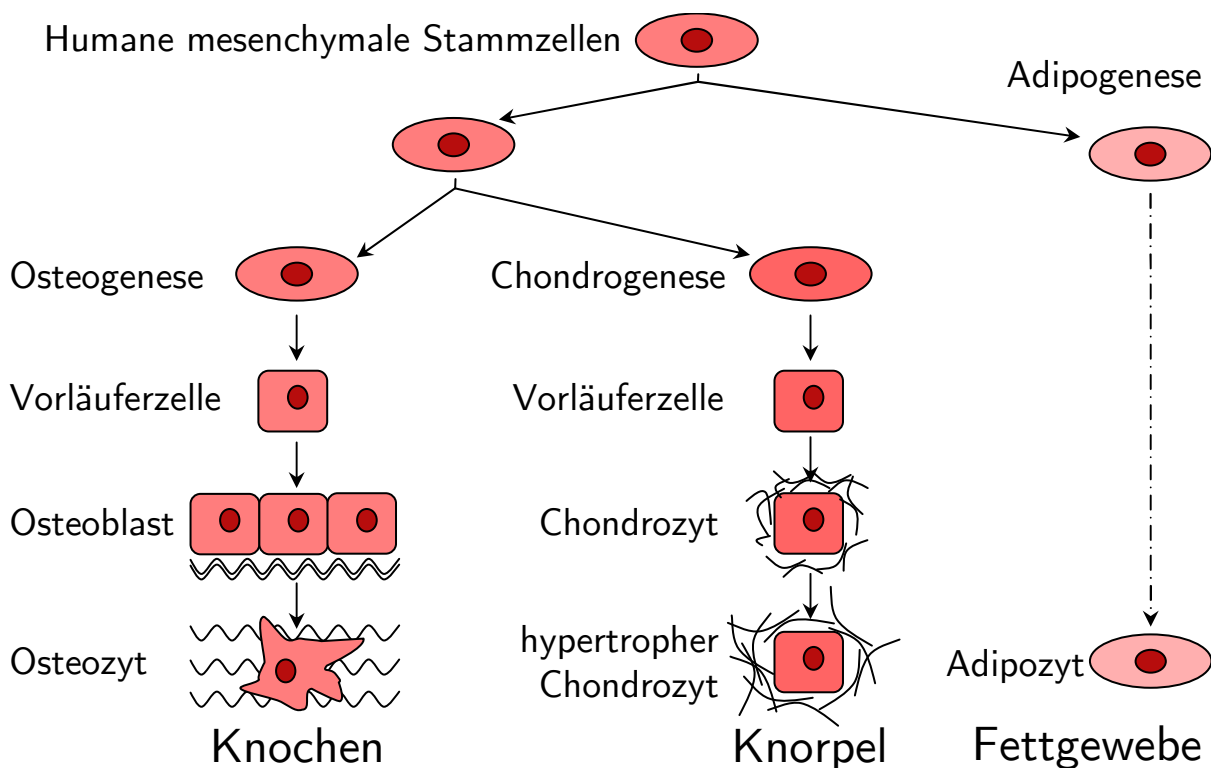 Humane mesenchymale Stammzellen
Adipogenese
Osteogenese
Chondrogenese
Vorläuferzelle
Vorläuferzelle
Osteoblast
Chondrozyt
Osteozyt
hypertropher
Chondrozyt
Adipozyt
Knochen
Knorpel
Fettgewebe